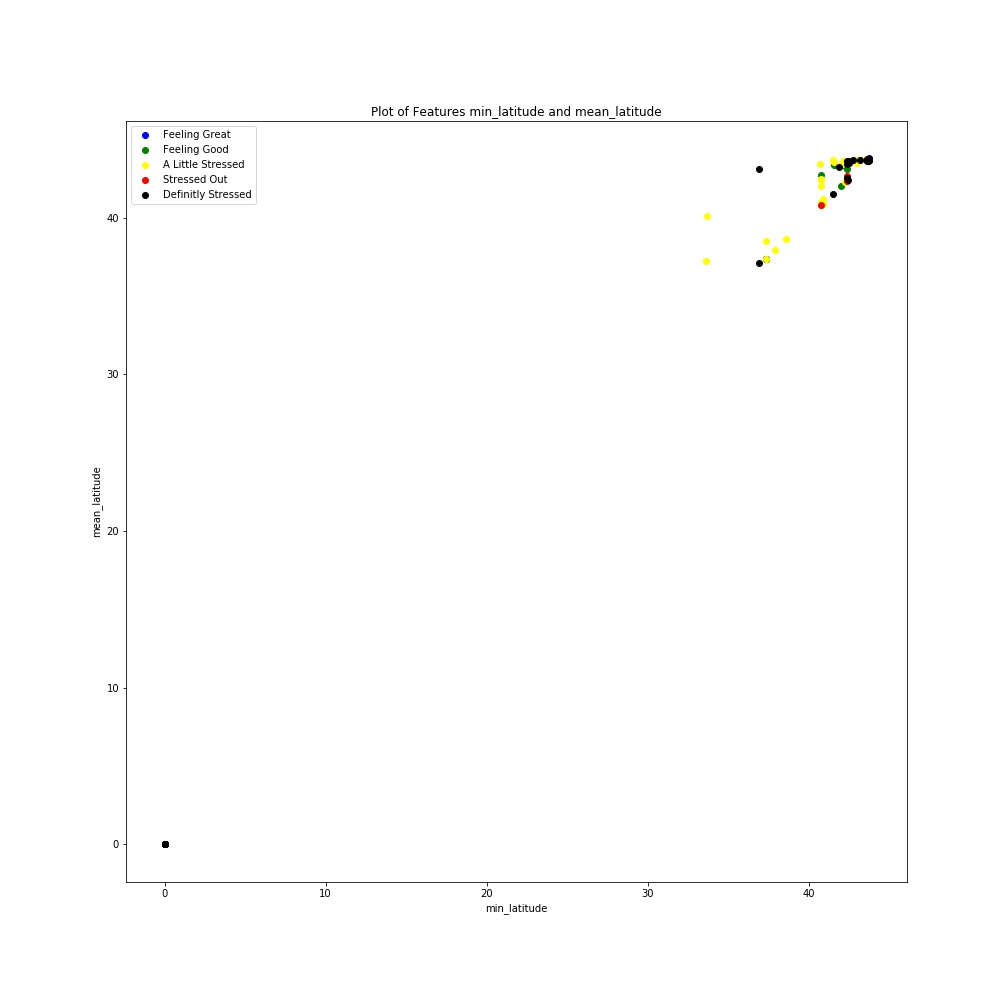 Plot of Features min_latitude and mean_latitude
Feeling Great
Feeling Good
A Little Stressed
Stressed Out
Definitly Stressed
40
30
20
10
0
mean_latitude
0 10 20 30 40
min_latitude